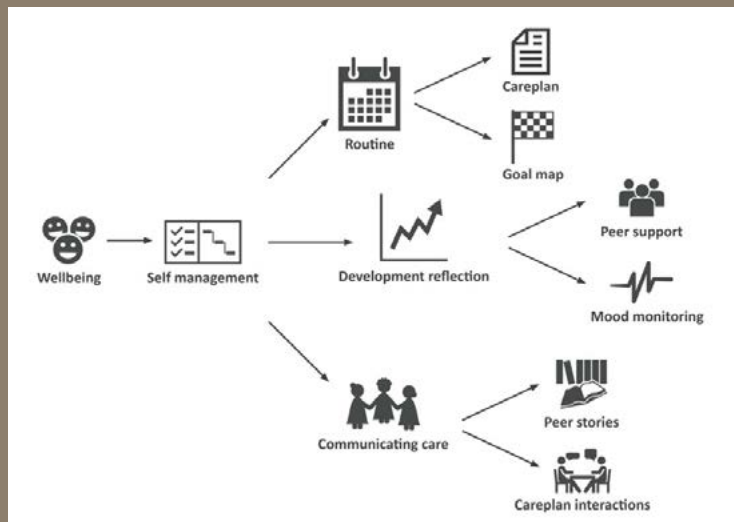 Careplan
Routine
Goal map
Peer support
Wellbeing
Self management
Development reflection
Mood monitoring
Peer stories
Communicating care
Careplan interactions